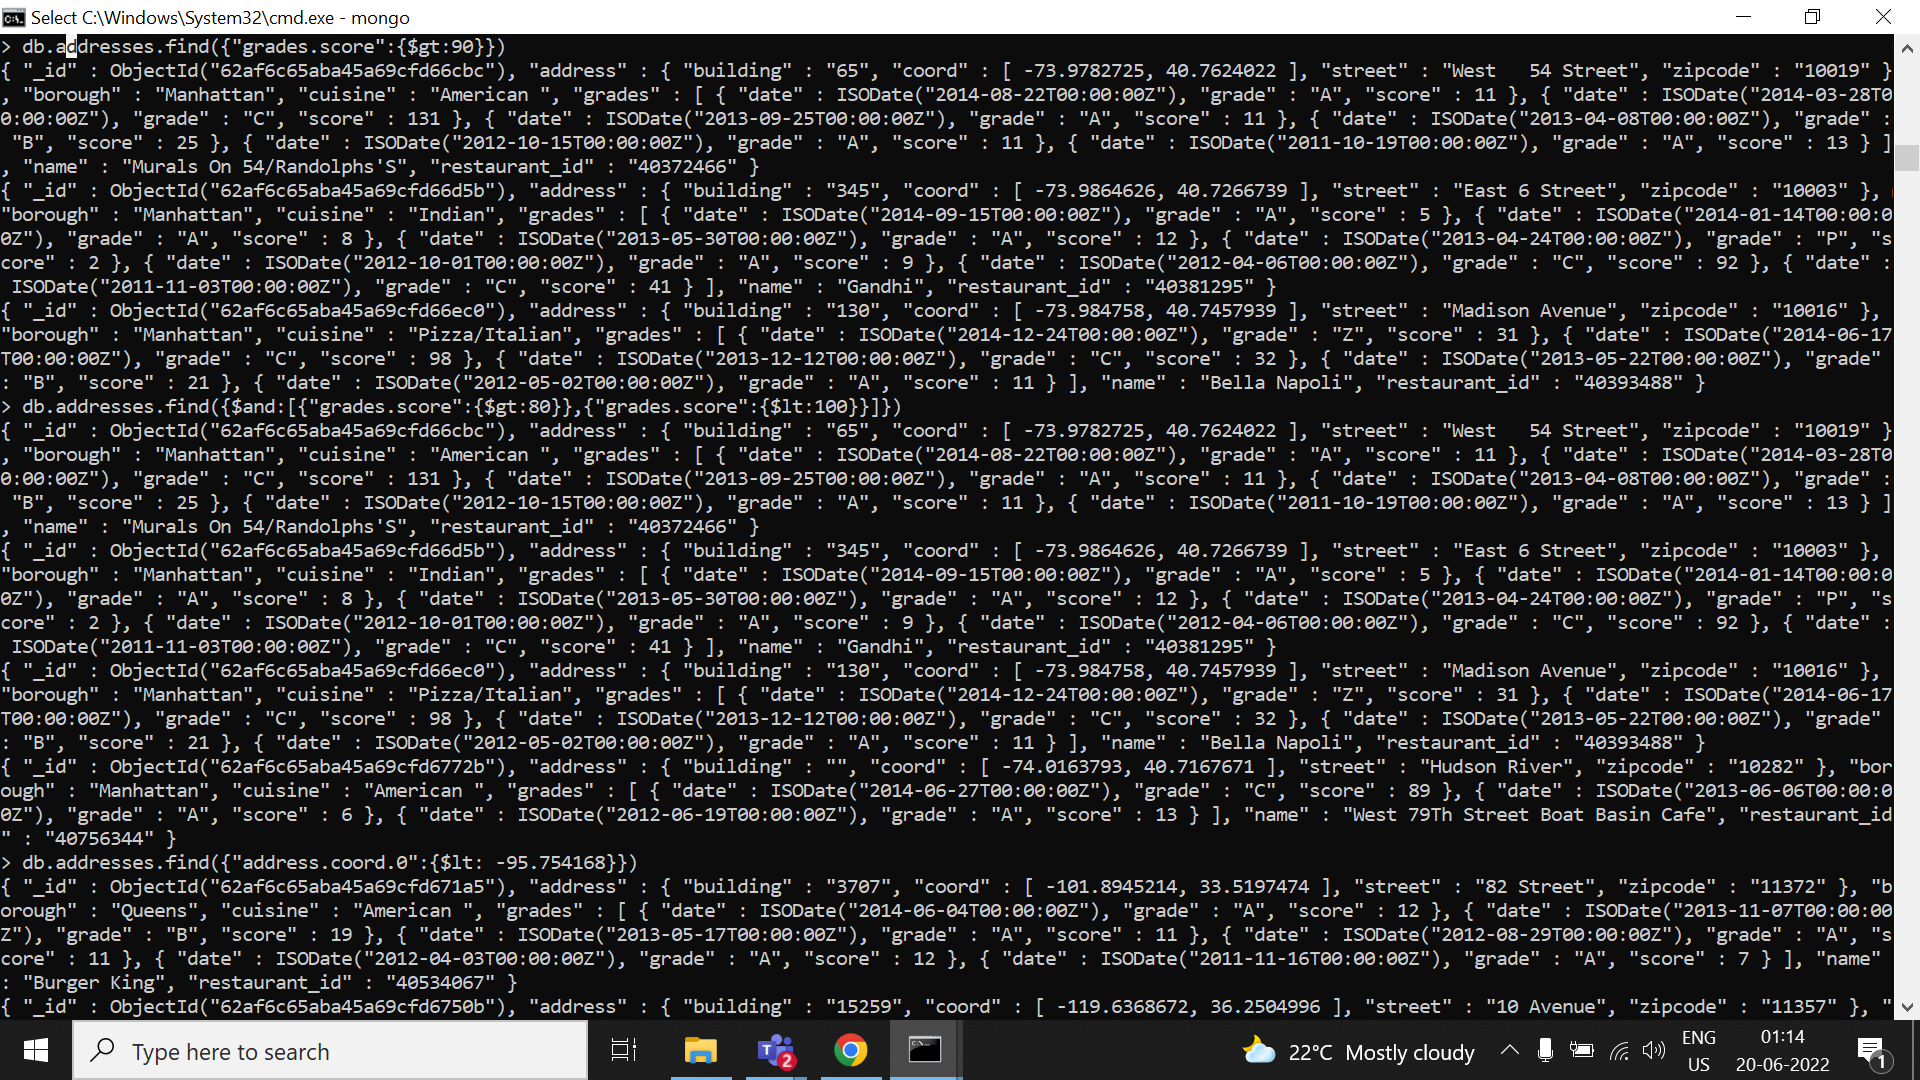 Select C:\Windows\System32\cmd.exe - mongo
> db.addresses.find({"grades.score":{$gt:90}})
{ "_id" : ObjectId("62af6c65aba45a69cfd66cbc"), "address" : { "building" : "65", "coord" : [ -73.9782725, 40.7624022 ], "street" : "West   54 Street", "zipcode" : "10019" }
, "borough" : "Manhattan", "cuisine" : "American ", "grades" : [ { "date" : ISODate("2014-08-22T00:00:00Z"), "grade" : "A", "score" : 11 }, { "date" : ISODate("2014-03-28T0
0:00:00Z"), "grade" : "C", "score" : 131 }, { "date" : ISODate("2013-09-25T00:00:00Z"), "grade" : "A", "score" : 11 }, { "date" : ISODate("2013-04-08T00:00:00Z"), "grade" :
 "B", "score" : 25 }, { "date" : ISODate("2012-10-15T00:00:00Z"), "grade" : "A", "score" : 11 }, { "date" : ISODate("2011-10-19T00:00:00Z"), "grade" : "A", "score" : 13 } ]
, "name" : "Murals On 54/Randolphs'S", "restaurant_id" : "40372466" }
{ "_id" : ObjectId("62af6c65aba45a69cfd66d5b"), "address" : { "building" : "345", "coord" : [ -73.9864626, 40.7266739 ], "street" : "East 6 Street", "zipcode" : "10003" },
"borough" : "Manhattan", "cuisine" : "Indian", "grades" : [ { "date" : ISODate("2014-09-15T00:00:00Z"), "grade" : "A", "score" : 5 }, { "date" : ISODate("2014-01-14T00:00:0
0Z"), "grade" : "A", "score" : 8 }, { "date" : ISODate("2013-05-30T00:00:00Z"), "grade" : "A", "score" : 12 }, { "date" : ISODate("2013-04-24T00:00:00Z"), "grade" : "P", "s
core" : 2 }, { "date" : ISODate("2012-10-01T00:00:00Z"), "grade" : "A", "score" : 9 }, { "date" : ISODate("2012-04-06T00:00:00Z"), "grade" : "C", "score" : 92 }, { "date" :
 ISODate("2011-11-03T00:00:00Z"), "grade" : "C", "score" : 41 } ], "name" : "Gandhi", "restaurant_id" : "40381295" }
{ "_id" : ObjectId("62af6c65aba45a69cfd66ec0"), "address" : { "building" : "130", "coord" : [ -73.984758, 40.7457939 ], "street" : "Madison Avenue", "zipcode" : "10016" },
"borough" : "Manhattan", "cuisine" : "Pizza/Italian", "grades" : [ { "date" : ISODate("2014-12-24T00:00:00Z"), "grade" : "Z", "score" : 31 }, { "date" : ISODate("2014-06-17
T00:00:00Z"), "grade" : "C", "score" : 98 }, { "date" : ISODate("2013-12-12T00:00:00Z"), "grade" : "C", "score" : 32 }, { "date" : ISODate("2013-05-22T00:00:00Z"), "grade"
: "B", "score" : 21 }, { "date" : ISODate("2012-05-02T00:00:00Z"), "grade" : "A", "score" : 11 } ], "name" : "Bella Napoli", "restaurant_id" : "40393488" }
> db.addresses.find({$and:[{"grades.score":{$gt:80}},{"grades.score":{$lt:100}}]})
{ "_id" : ObjectId("62af6c65aba45a69cfd66cbc"), "address" : { "building" : "65", "coord" : [ -73.9782725, 40.7624022 ], "street" : "West   54 Street", "zipcode" : "10019" }
, "borough" : "Manhattan", "cuisine" : "American ", "grades" : [ { "date" : ISODate("2014-08-22T00:00:00Z"), "grade" : "A", "score" : 11 }, { "date" : ISODate("2014-03-28T0
0:00:00Z"), "grade" : "C", "score" : 131 }, { "date" : ISODate("2013-09-25T00:00:00Z"), "grade" : "A", "score" : 11 }, { "date" : ISODate("2013-04-08T00:00:00Z"), "grade" :
 "B", "score" : 25 }, { "date" : ISODate("2012-10-15T00:00:00Z"), "grade" : "A", "score" : 11 }, { "date" : ISODate("2011-10-19T00:00:00Z"), "grade" : "A", "score" : 13 } ]
, "name" : "Murals On 54/Randolphs'S", "restaurant_id" : "40372466" }
{ "_id" : ObjectId("62af6c65aba45a69cfd66d5b"), "address" : { "building" : "345", "coord" : [ -73.9864626, 40.7266739 ], "street" : "East 6 Street", "zipcode" : "10003" },
"borough" : "Manhattan", "cuisine" : "Indian", "grades" : [ { "date" : ISODate("2014-09-15T00:00:00Z"), "grade" : "A", "score" : 5 }, { "date" : ISODate("2014-01-14T00:00:0
0Z"), "grade" : "A", "score" : 8 }, { "date" : ISODate("2013-05-30T00:00:00Z"), "grade" : "A", "score" : 12 }, { "date" : ISODate("2013-04-24T00:00:00Z"), "grade" : "P", "s
core" : 2 }, { "date" : ISODate("2012-10-01T00:00:00Z"), "grade" : "A", "score" : 9 }, { "date" : ISODate("2012-04-06T00:00:00Z"), "grade" : "C", "score" : 92 }, { "date" :
 ISODate("2011-11-03T00:00:00Z"), "grade" : "C", "score" : 41 } ], "name" : "Gandhi", "restaurant_id" : "40381295" }
{ "_id" : ObjectId("62af6c65aba45a69cfd66ec0"), "address" : { "building" : "130", "coord" : [ -73.984758, 40.7457939 ], "street" : "Madison Avenue", "zipcode" : "10016" },
"borough" : "Manhattan", "cuisine" : "Pizza/Italian", "grades" : [ { "date" : ISODate("2014-12-24T00:00:00Z"), "grade" : "Z", "score" : 31 }, { "date" : ISODate("2014-06-17
T00:00:00Z"), "grade" : "C", "score" : 98 }, { "date" : ISODate("2013-12-12T00:00:00Z"), "grade" : "C", "score" : 32 }, { "date" : ISODate("2013-05-22T00:00:00Z"), "grade"
: "B", "score" : 21 }, { "date" : ISODate("2012-05-02T00:00:00Z"), "grade" : "A", "score" : 11 } ], "name" : "Bella Napoli", "restaurant_id" : "40393488" }
{ "_id" : ObjectId("62af6c65aba45a69cfd6772b"), "address" : { "building" : "", "coord" : [ -74.0163793, 40.7167671 ], "street" : "Hudson River", "zipcode" : "10282" }, "bor
ough" : "Manhattan", "cuisine" : "American ", "grades" : [ { "date" : ISODate("2014-06-27T00:00:00Z"), "grade" : "C", "score" : 89 }, { "date" : ISODate("2013-06-06T00:00:0
0Z"), "grade" : "A", "score" : 6 }, { "date" : ISODate("2012-06-19T00:00:00Z"), "grade" : "A", "score" : 13 } ], "name" : "West 79Th Street Boat Basin Cafe", "restaurant_id
" : "40756344" }
> db.addresses.find({"address.coord.0":{$lt: -95.754168}})
{ "_id" : ObjectId("62af6c65aba45a69cfd671a5"), "address" : { "building" : "3707", "coord" : [ -101.8945214, 33.5197474 ], "street" : "82 Street", "zipcode" : "11372" }, "b
orough" : "Queens", "cuisine" : "American ", "grades" : [ { "date" : ISODate("2014-06-04T00:00:00Z"), "grade" : "A", "score" : 12 }, { "date" : ISODate("2013-11-07T00:00:00
Z"), "grade" : "B", "score" : 19 }, { "date" : ISODate("2013-05-17T00:00:00Z"), "grade" : "A", "score" : 11 }, { "date" : ISODate("2012-08-29T00:00:00Z"), "grade" : "A", "s
core" : 11 }, { "date" : ISODate("2012-04-03T00:00:00Z"), "grade" : "A", "score" : 12 }, { "date" : ISODate("2011-11-16T00:00:00Z"), "grade" : "A", "score" : 7 } ], "name"
: "Burger King", "restaurant_id" : "40534067" }
{ "_id" : ObjectId("62af6c65aba45a69cfd6750b"), "address" : { "building" : "15259", "coord" : [ -119.6368672, 36.2504996 ], "street" : "10 Avenue", "zipcode" : "11357" }, "
Type here to search
2
22°C Mostly cloudy
ENG
US
01:14
20-06-2022
1